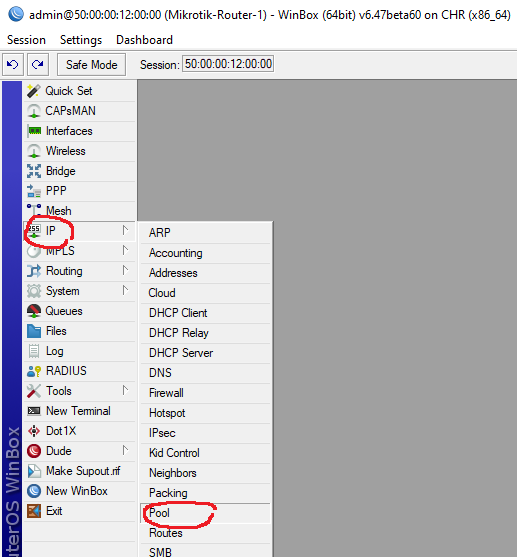 admin@50:00:00:12:00:00 (Mikrotik-Router-1) - WinBox (64bit) v6.47beta60 on CHR (x86_64)
Session Settings Dashboard
Safe Mode Session: 50:00:00:12:00:00
Quick Set
CAPsMAN
Interfaces
Wireless
Bridge
PPP
Mesh
255 IP
MPLS
Routing
System
Queues
Files
Log
RADIUS
Tools
New Terminal
Dot1X
Dude
Make Supout.rif
New WinBox
Exit
ARP
Accounting
Addresses
Cloud
DHCP Client
DHCP Relay
DHCP Server
DNS
Firewall
Hotspot
IPsec
Kid Control
Neighbors
Packing
Pool
Routes
SMB
uterOS WinBox